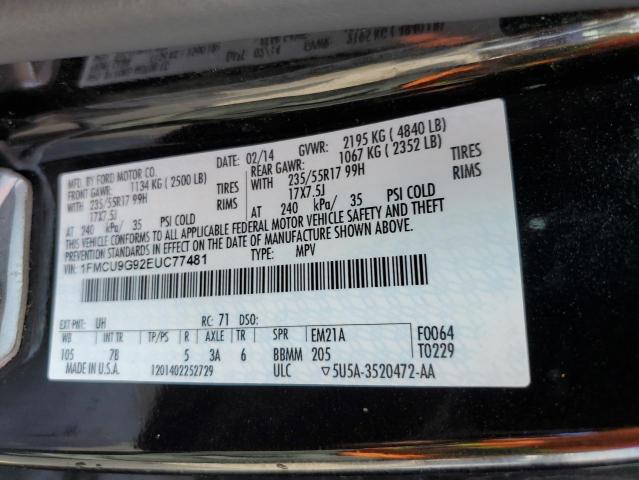 MFD. BY FORD MOTOR CO. DATE: 02/14 GVWR: 2195 KG ( 4840 LB)
FRONT GAWR: 1134 KG ( 2500 LB) REAR GAWR: 1067 KG ( 2352 LB)
WITH 235/55R17 99H TIRES WITH 235/55R17 99H TIRES
17X7.5J RIMS 17X7.5J RIMS
AT 240 kPa/ 35 PSI COLD AT 240 kPa/ 35 PSI COLD
THIS VEHICLE CONFORMS TO ALL APPLICABLE FEDERAL MOTOR VEHICLE SAFETY AND THEFT
PREVENTION STANDARDS IN EFFECT ON THE DATE OF MANUFACTURE SHOWN ABOVE.
VIN: 1FMCU9G92EUC77481 TYPE: MPV
EXT PNT: UH RC: 71 DSO: F0064
WB INT TR TP/PS R AXLE TR SPR EM21A T0229
105 7B 5 3A 6 BBMM 205
MADE IN U.S.A. 1201402252729 ULC ▽5U5A-3520472-AA